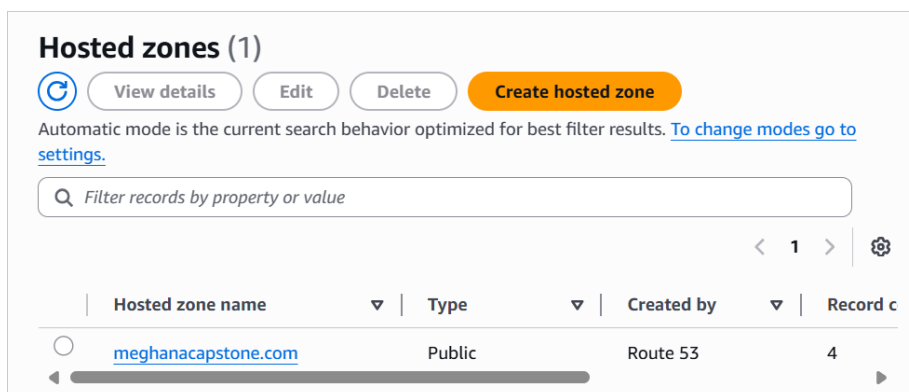 Hosted zones (1)
View details Edit Delete Create hosted zone
Automatic mode is the current search behavior optimized for best filter results. To change modes go to
settings.
Filter records by property or value
1
Hosted zone name Type Created by Record c
meghanacapstone.com Public Route 53 4